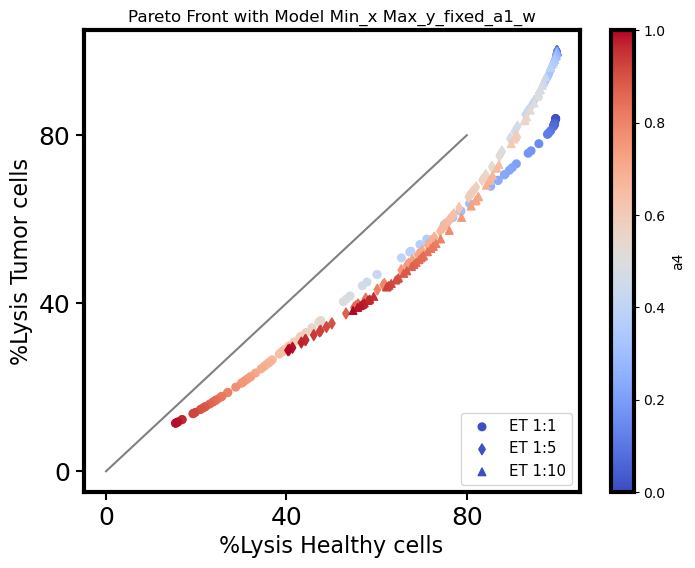 Pareto Front with Model Min_x Max_y_fixed_a1_w
%Lysis Tumor cells
80
40
0
0
40
80
%Lysis Healthy cells
ET 1:1
ET 1:5
ET 1:10
1.0
0.8
0.6
0.4
0.2
0.0
a4